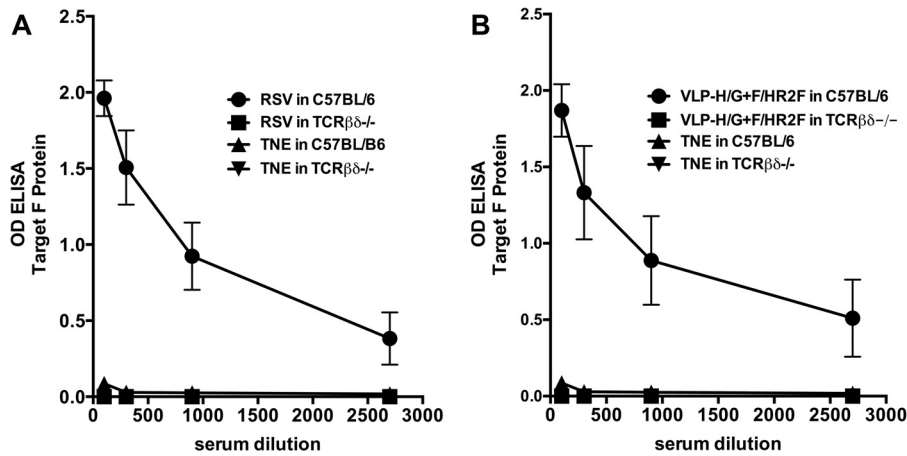 A
OD ELISA
Target F Protein
2.5
2.0
1.5
1.0
0.5
0.0
RSV in C57BL/6
RSV in TCRβδ-/-
TNE in C57BL/B6
TNE in TCRβδ-/-
0 500 1000 1500 2000 2500 3000
serum dilution
B
OD ELISA
Target F Protein
2.5
2.0
1.5
1.0
0.5
0.0
VLP-H/G+F/HR2F in C57BL/6
VLP-H/G+F/HR2F in TCRβδ−/−
TNE in C57BL/6
TNE in TCRβδ-/-
0 500 1000 1500 2000 2500 3000
serum dilution